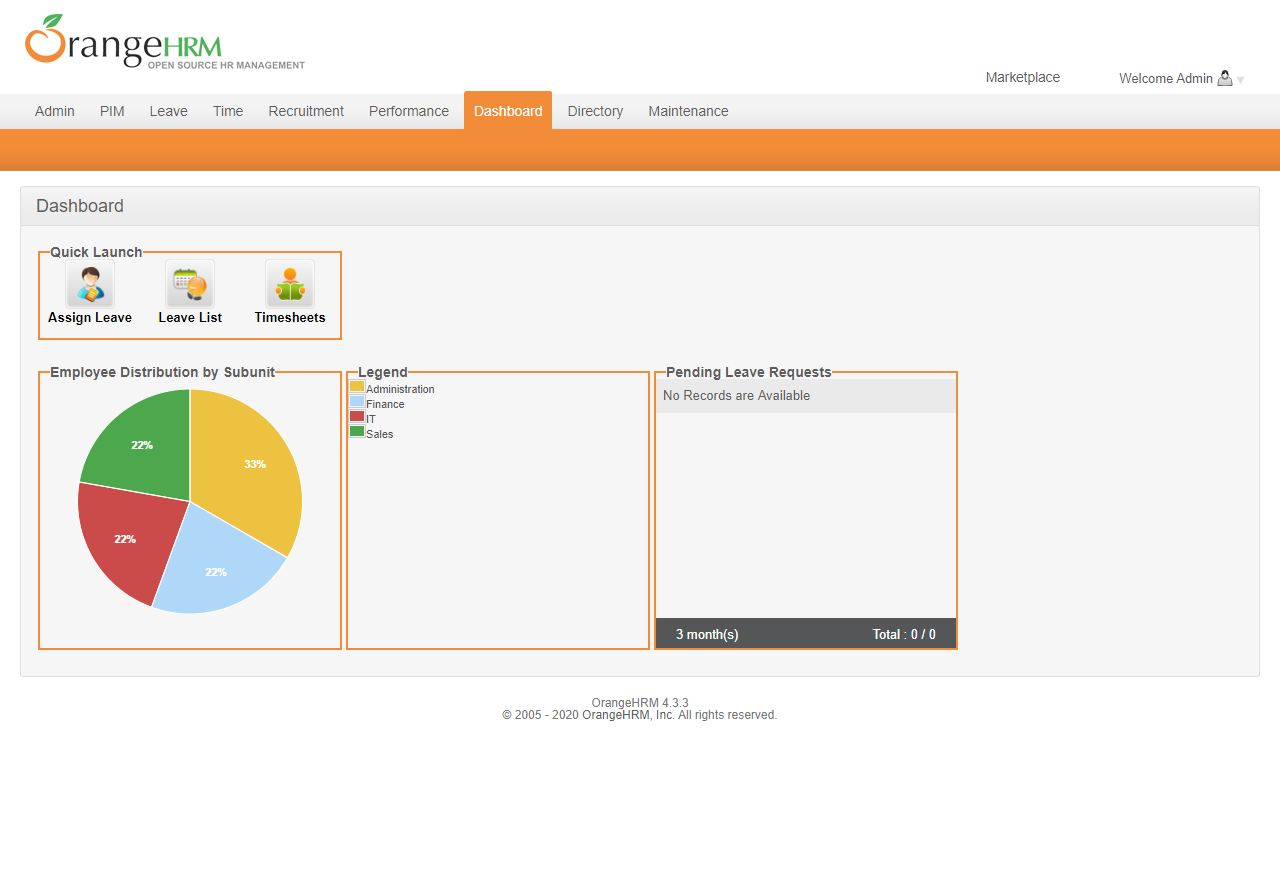 OrangeHRM
OPEN SOURCE HR MANAGEMENT
Marketplace
Welcome Admin
Admin PIM Leave Time Recruitment Performance Dashboard Directory Maintenance
Dashboard
Quick Launch
Assign Leave Leave List Timesheets
Employee Distribution by Subunit
22%
33%
22%
22%
Legend
Administration
Finance
IT
Sales
Pending Leave Requests
No Records are Available
3 month(s) Total : 0 / 0
OrangeHRM 4.3.3
© 2005 - 2020 OrangeHRM, Inc. All rights reserved.